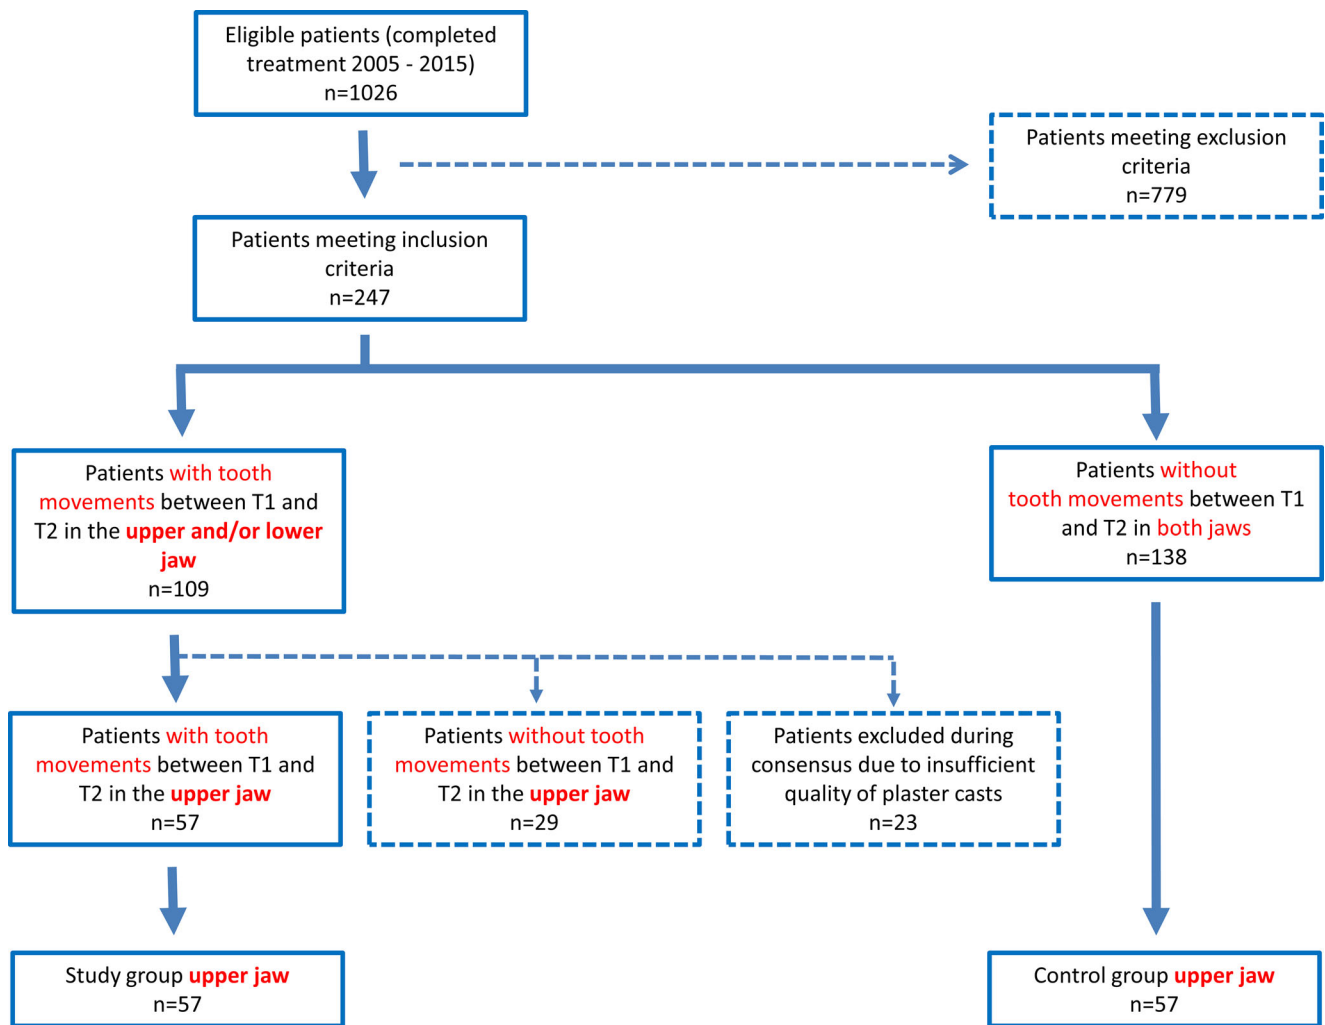 Eligible patients (completed
treatment 2005 - 2015)
n=1026
Patients meeting exclusion
criteria
n=779
Patients meeting inclusion
criteria
n=247
Patients with tooth
movements between T1 and
T2 in the upper and/or lower
jaw
n=109
Patients without
tooth movements between T1
and T2 in both jaws
n=138
Patients with tooth
movements between T1 and
T2 in the upper jaw
n=57
Patients without tooth
movements between T1 and
T2 in the upper jaw
n=29
Patients excluded during
consensus due to insufficient
quality of plaster casts
n=23
Study group upper jaw
n=57
Control group upper jaw
n=57